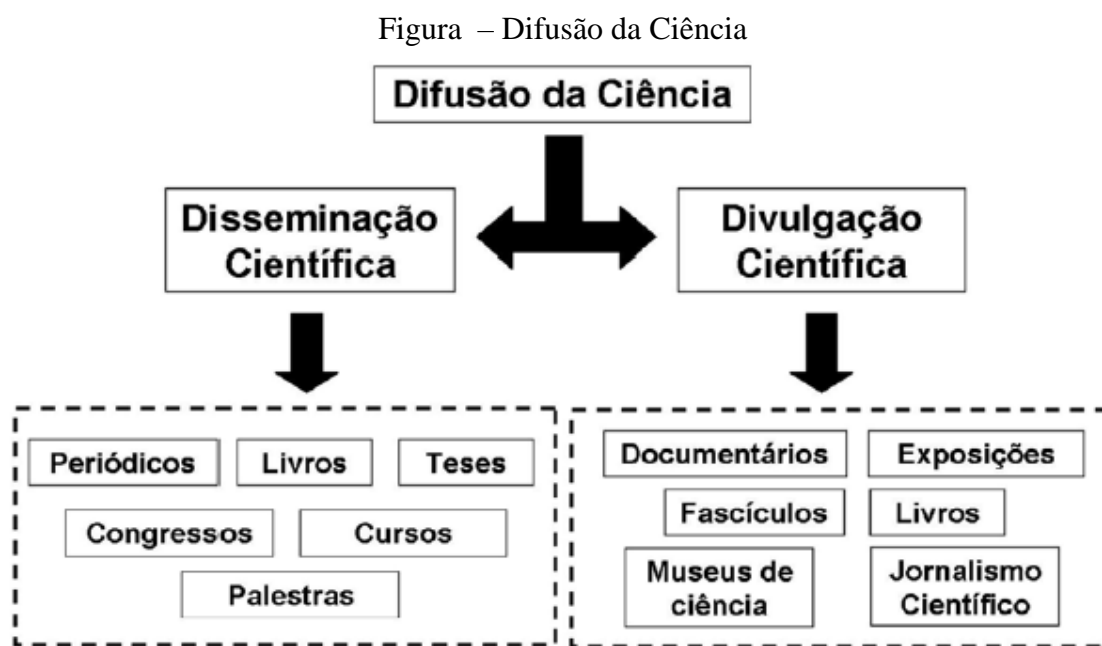 Figura – Difusão da Ciência
Difusão da Ciência
Disseminação
Científica
Divulgação
Científica
Periódicos
Livros
Teses
Congressos
Cursos
Palestras
Documentários
Exposições
Fascículos
Livros
Museus de
ciência
Jornalismo
Científico